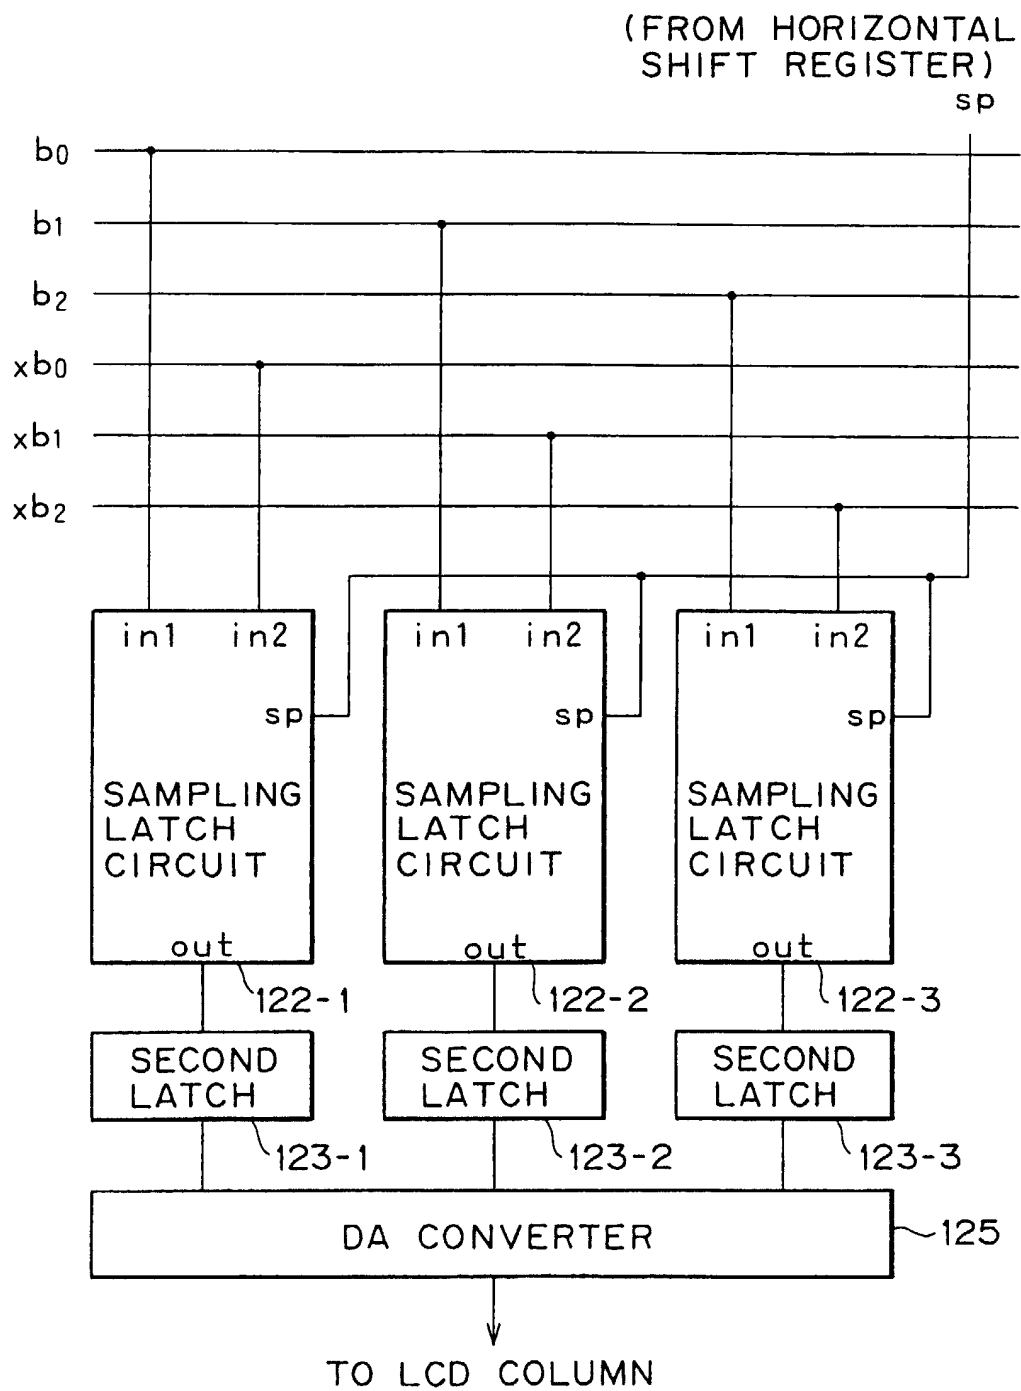 (FROM HORIZONTAL
SHIFT REGISTER)
sp
b0
b1
b2
xb0
xb1
xb2
in1 in2 in1 in2 in1 in2
sp sp sp
SAMPLING LATCH CIRCUIT
SAMPLING LATCH CIRCUIT
SAMPLING LATCH CIRCUIT
out out out
122-1 122-2 122-3
SECOND LATCH
SECOND LATCH
SECOND LATCH
123-1 123-2 123-3
DA CONVERTER
125
TO LCD COLUMN